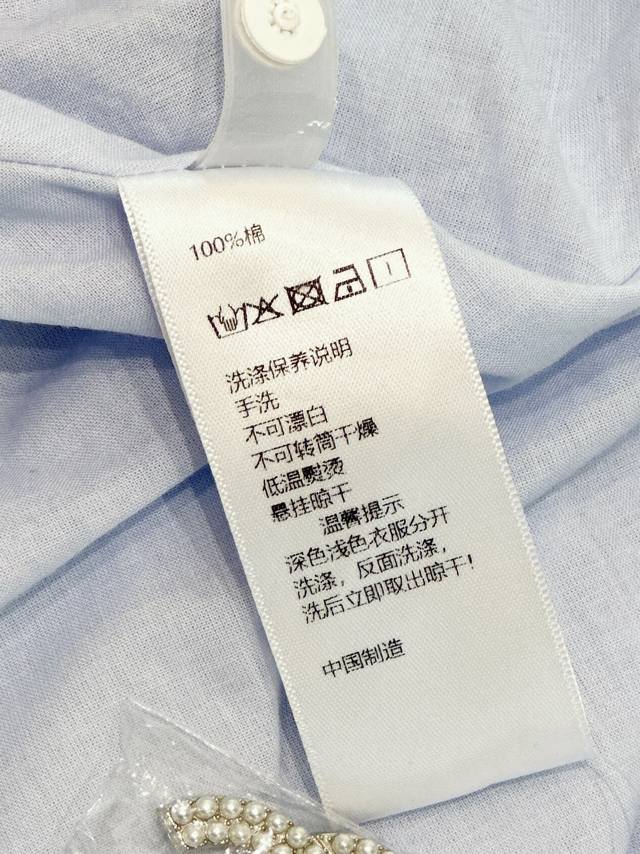 100%棉
洗涤保养说明
手洗
不可漂白
不可转筒干燥
低温熨烫
悬挂晾干
温馨提示
深色浅色衣服分开
洗涤，反面洗涤，
洗后立即取出晾干！
中国制造